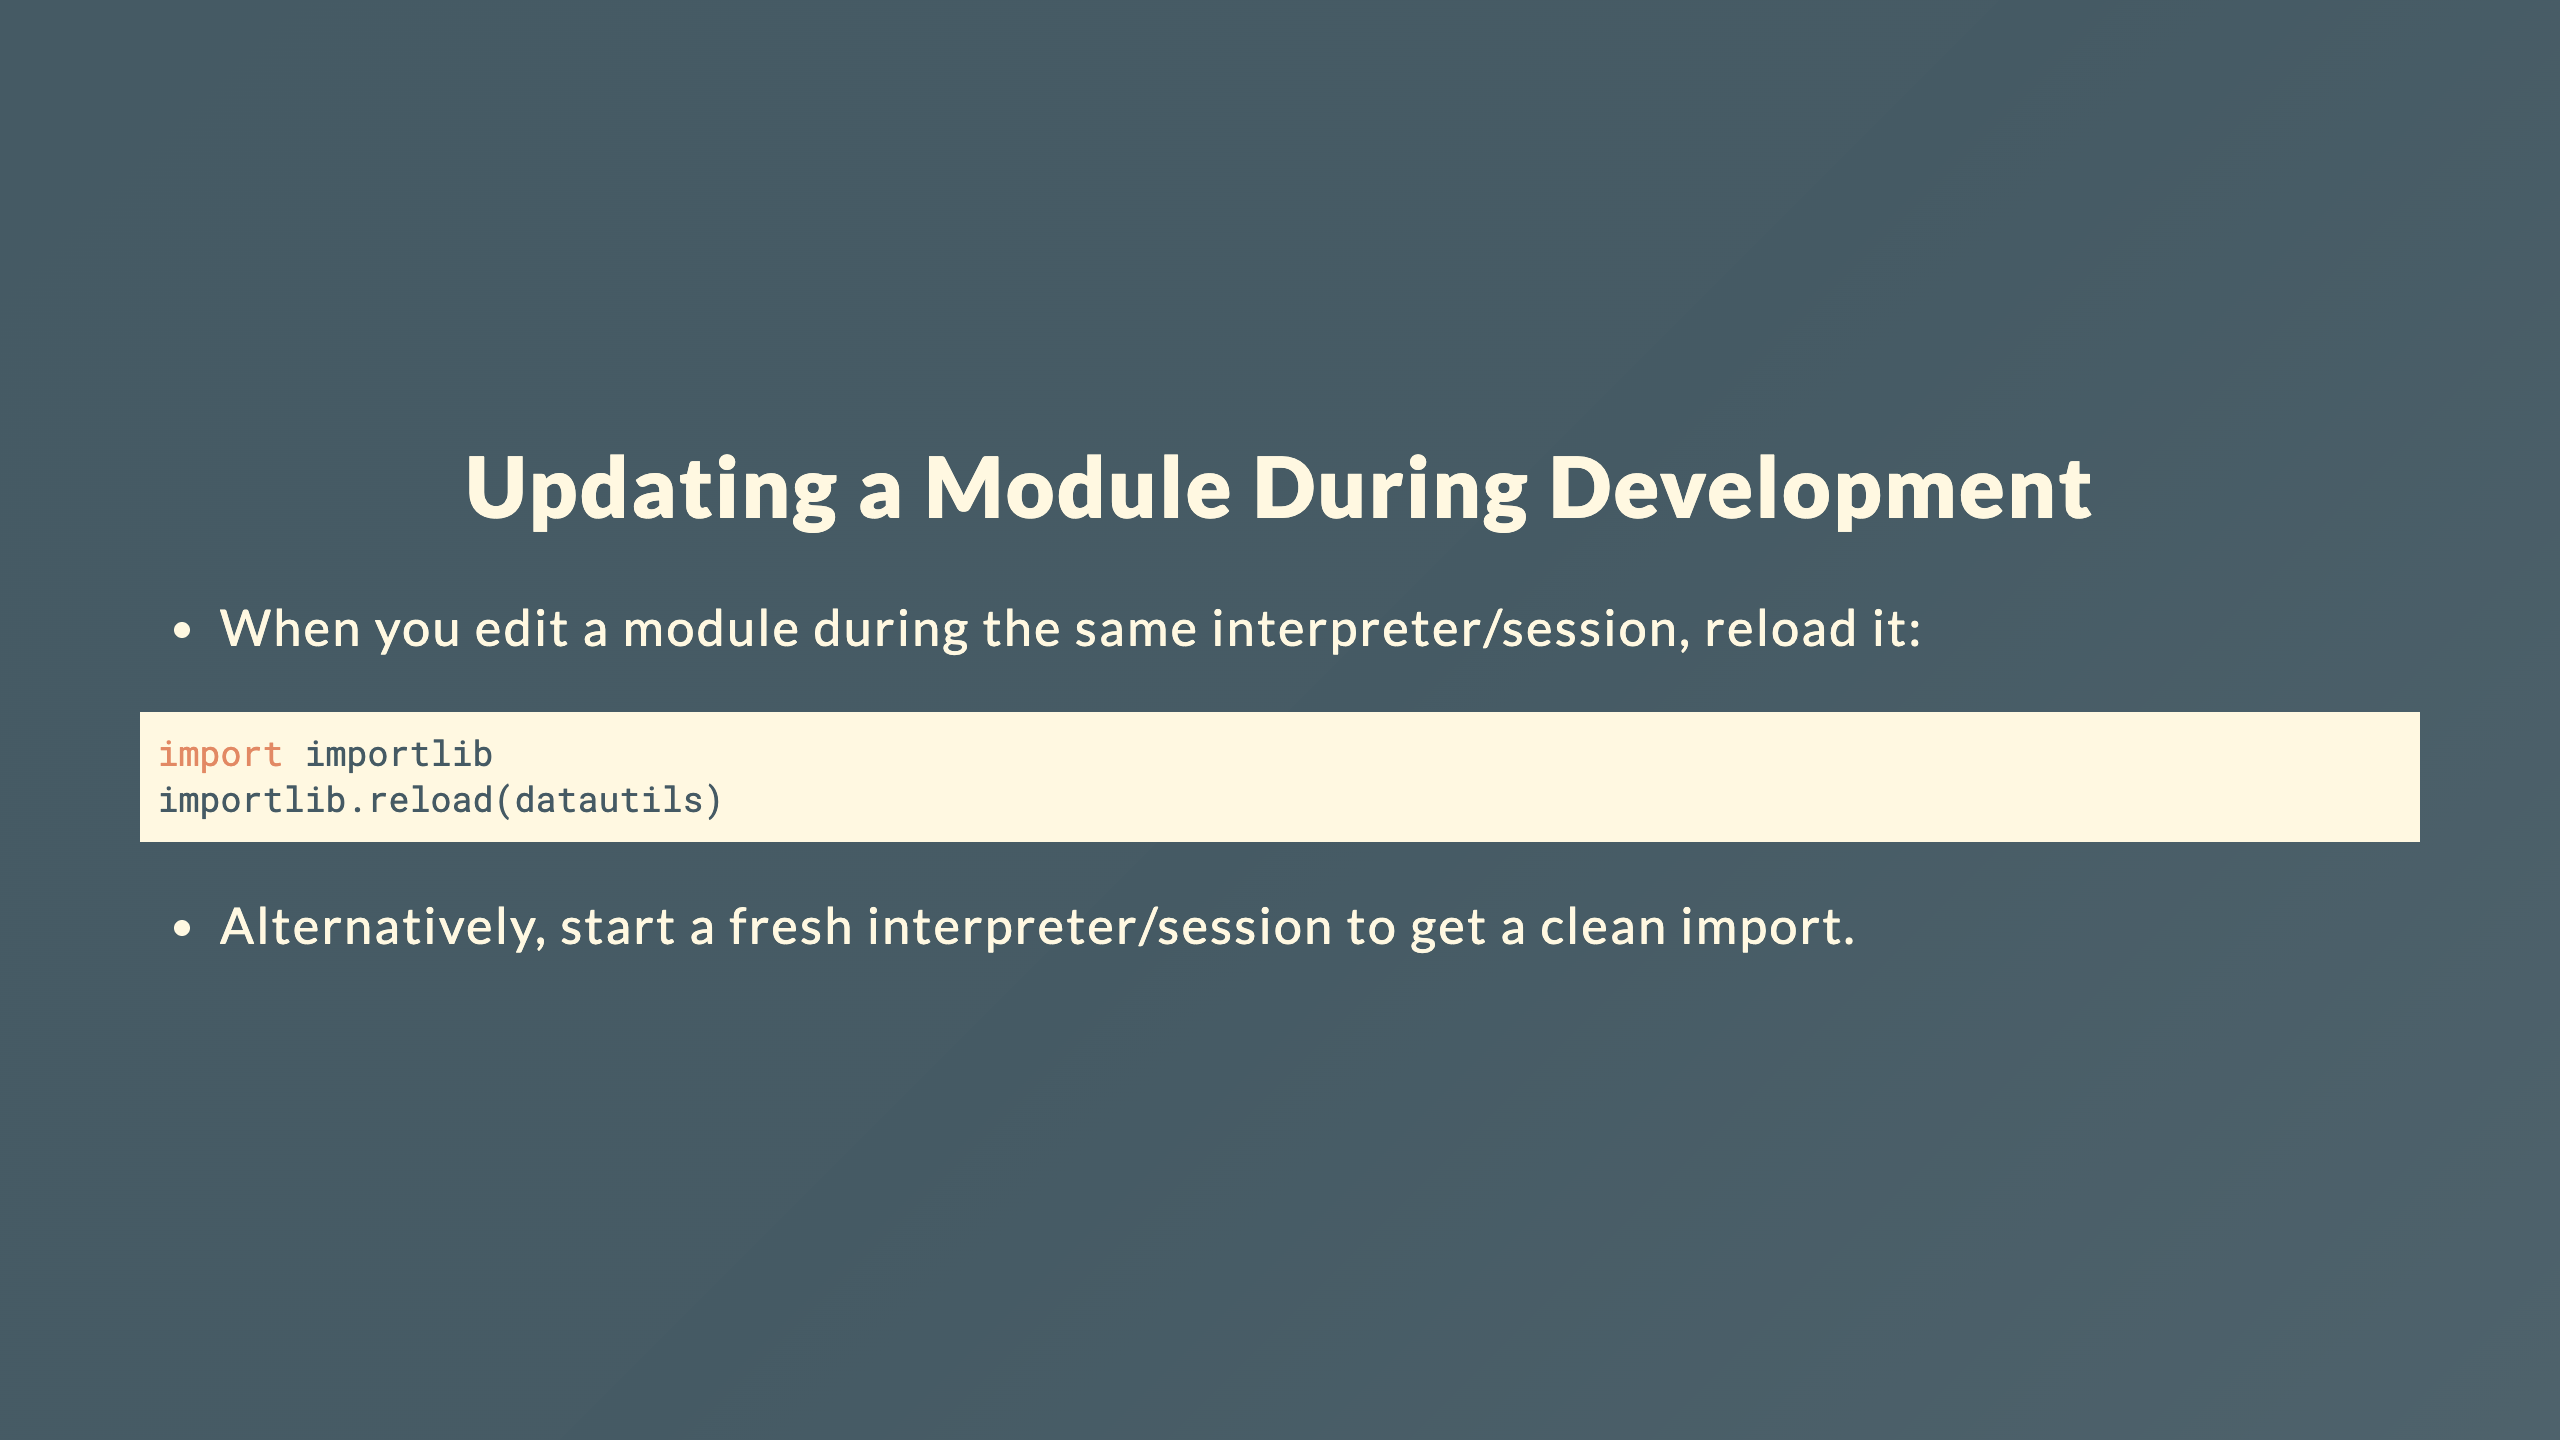 Updating a Module During Development
• When you edit a module during the same interpreter/session, reload it:
import importlib
importlib.reload(datautils)
• Alternatively, start a fresh interpreter/session to get a clean import.